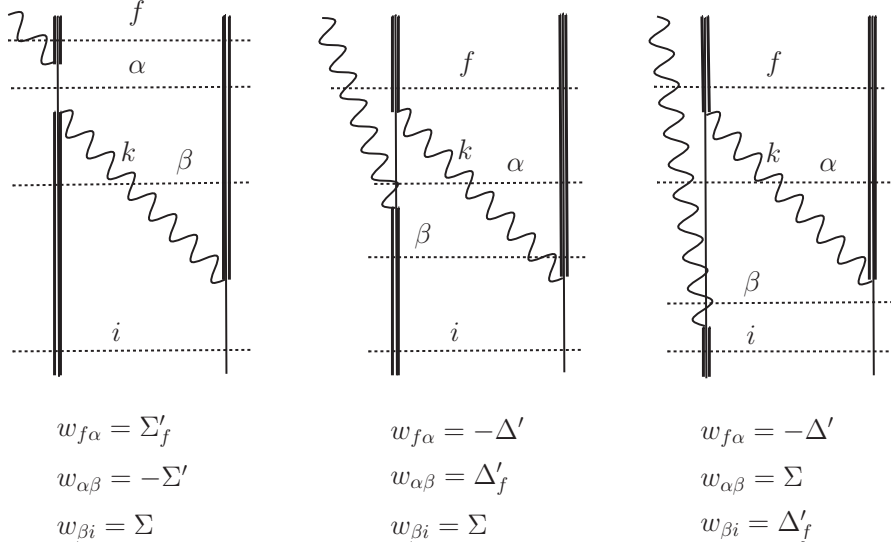 f
α
k
β
i
w_{fα} = Σ′_f
w_{αβ} = −Σ′
w_{βi} = Σ
f
k
α
β
i
w_{fα} = −Δ′
w_{αβ} = Δ′_f
w_{βi} = Σ
f
k
α
β
i
w_{fα} = −Δ′
w_{αβ} = Σ
w_{βi} = Δ′_f